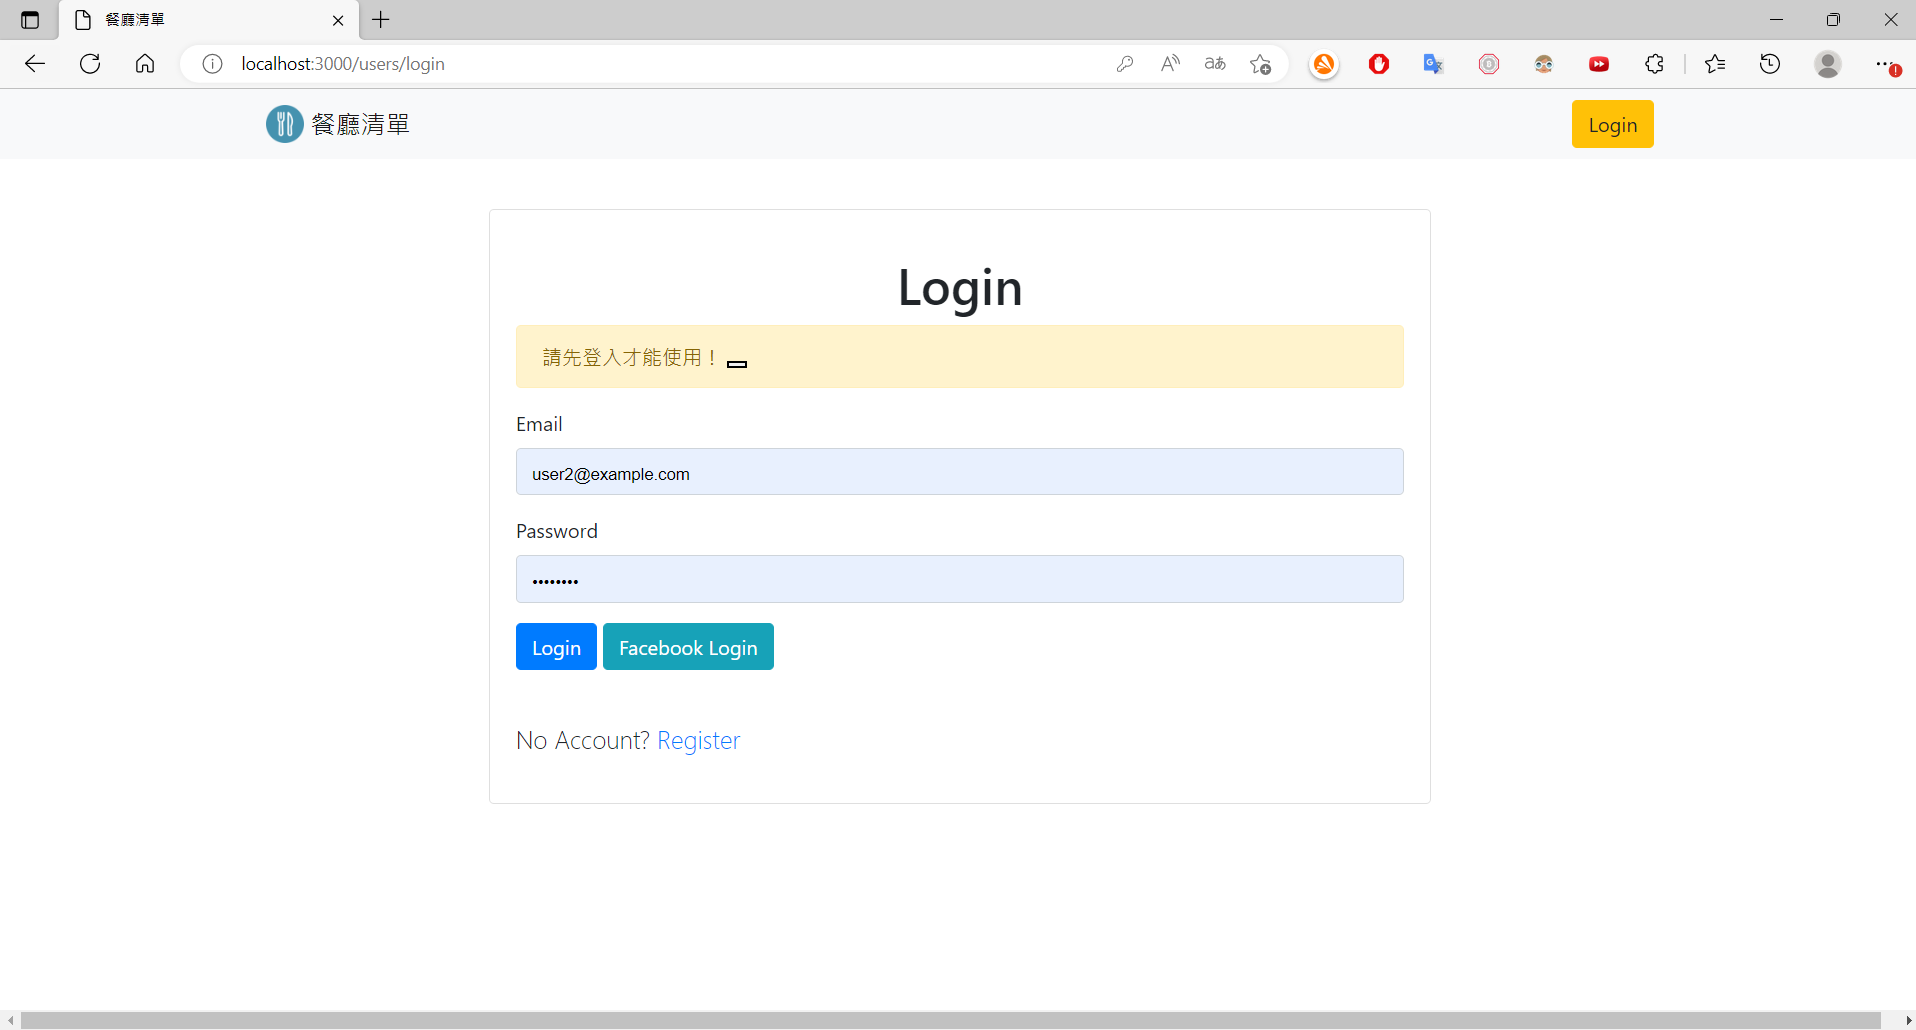 餐廳清單
localhost:3000/users/login
餐廳清單
Login
Login
請先登入才能使用！
Email
user2@example.com
Password
••••••••
Login Facebook Login
No Account? Register